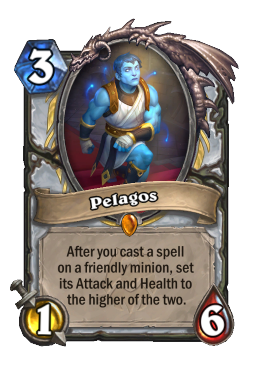 3
Pelagos
After you cast a spell
on a friendly minion, set
its Attack and Health to
the higher of the two.
1
6